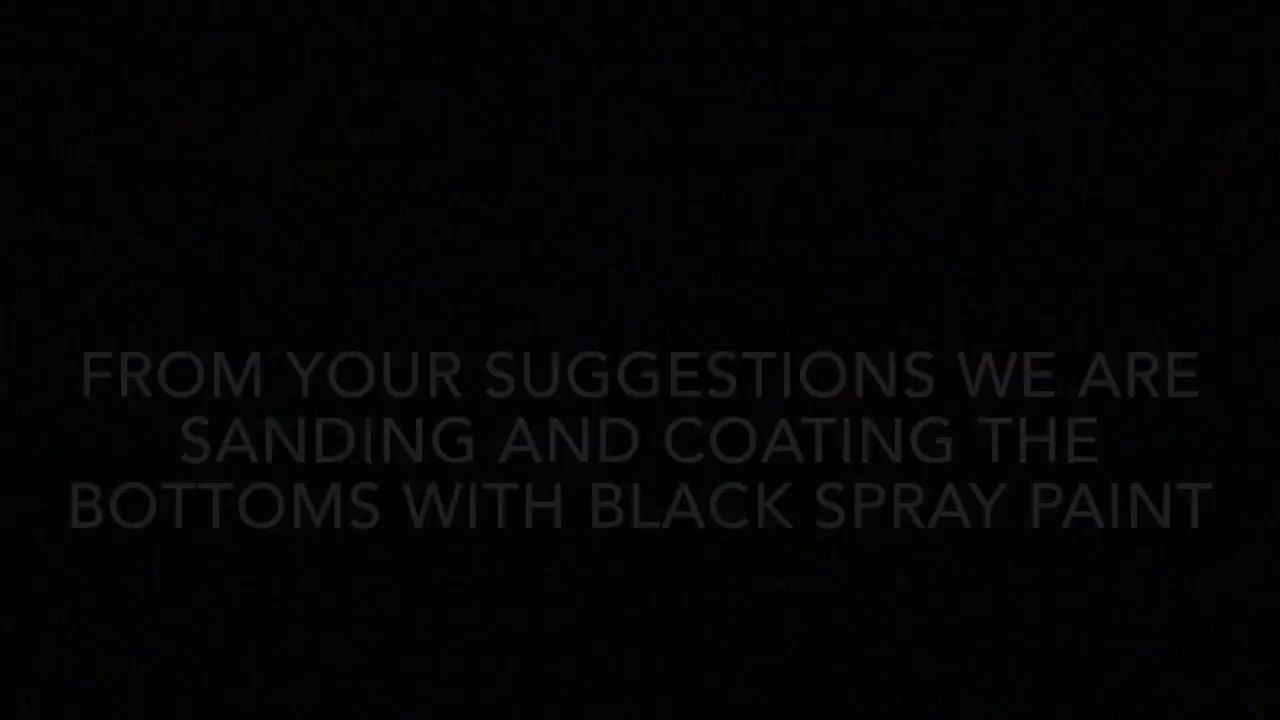 FROM YOUR SUGGESTIONS WE ARE
SANDING AND COATING THE
BOTTOMS WITH BLACK SPRAY PAINT